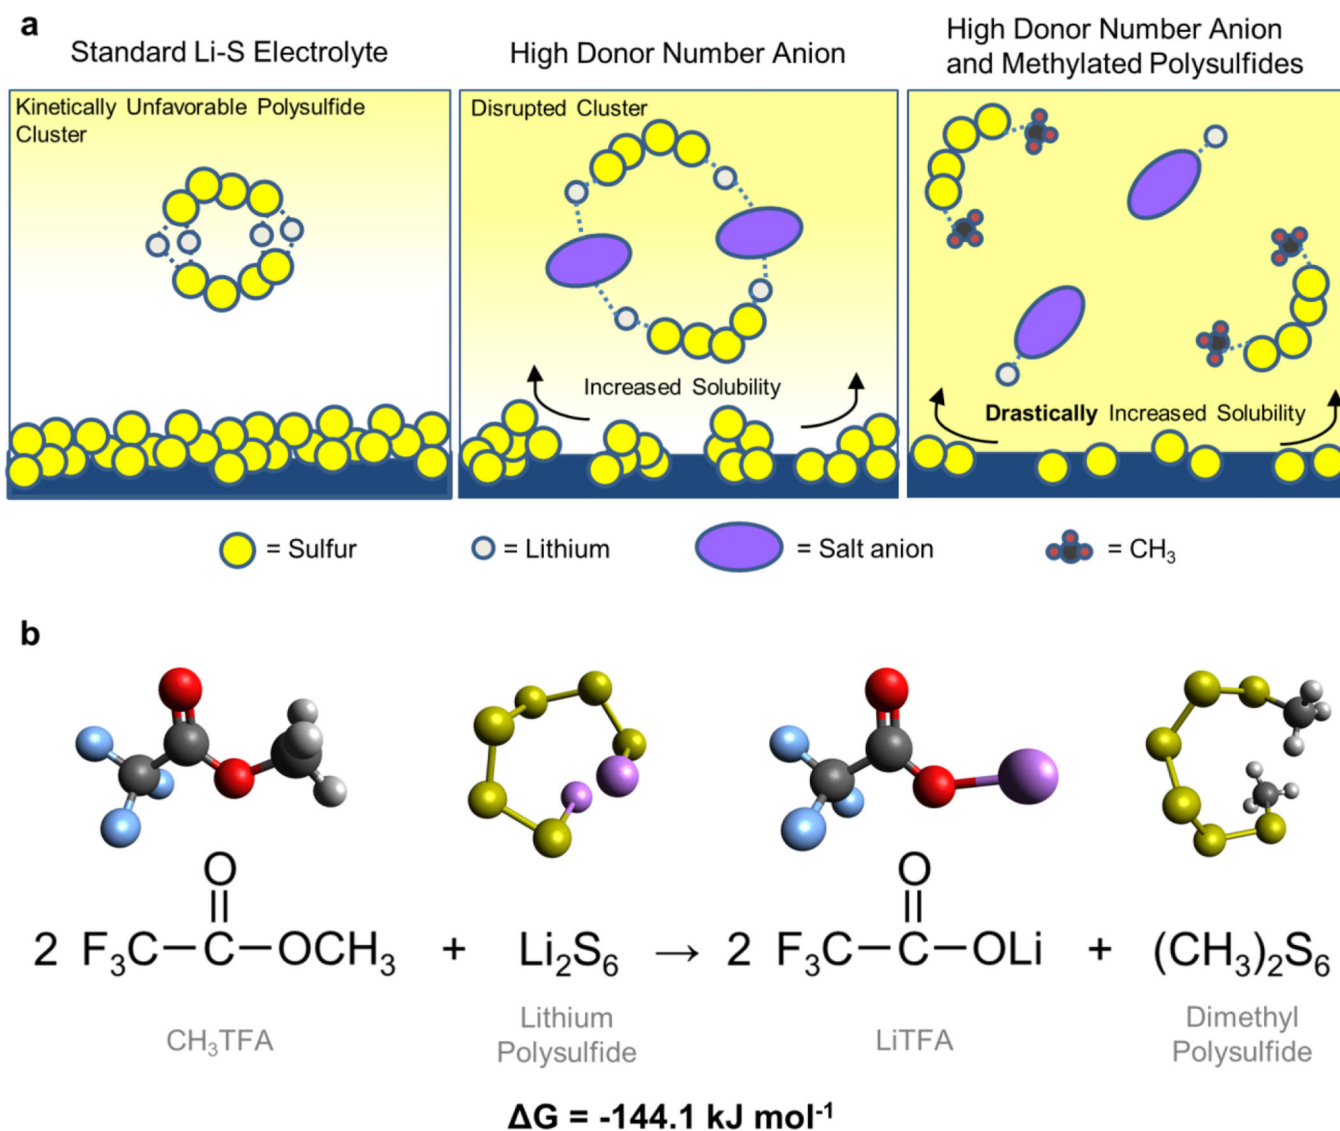 a
Standard Li-S Electrolyte
High Donor Number Anion
High Donor Number Anion
and Methylated Polysulfides
Kinetically Unfavorable Polysulfide
Cluster
Disrupted Cluster
Increased Solubility
Drastically Increased Solubility
= Sulfur
= Lithium
= Salt anion
= CH₃
b
O
O
2 F₃C—C—OCH₃ + Li₂S₆ → 2 F₃C—C—OLi + (CH₃)₂S₆
CH₃TFA
Lithium
Polysulfide
LiTFA
Dimethyl
Polysulfide
ΔG = -144.1 kJ mol⁻¹